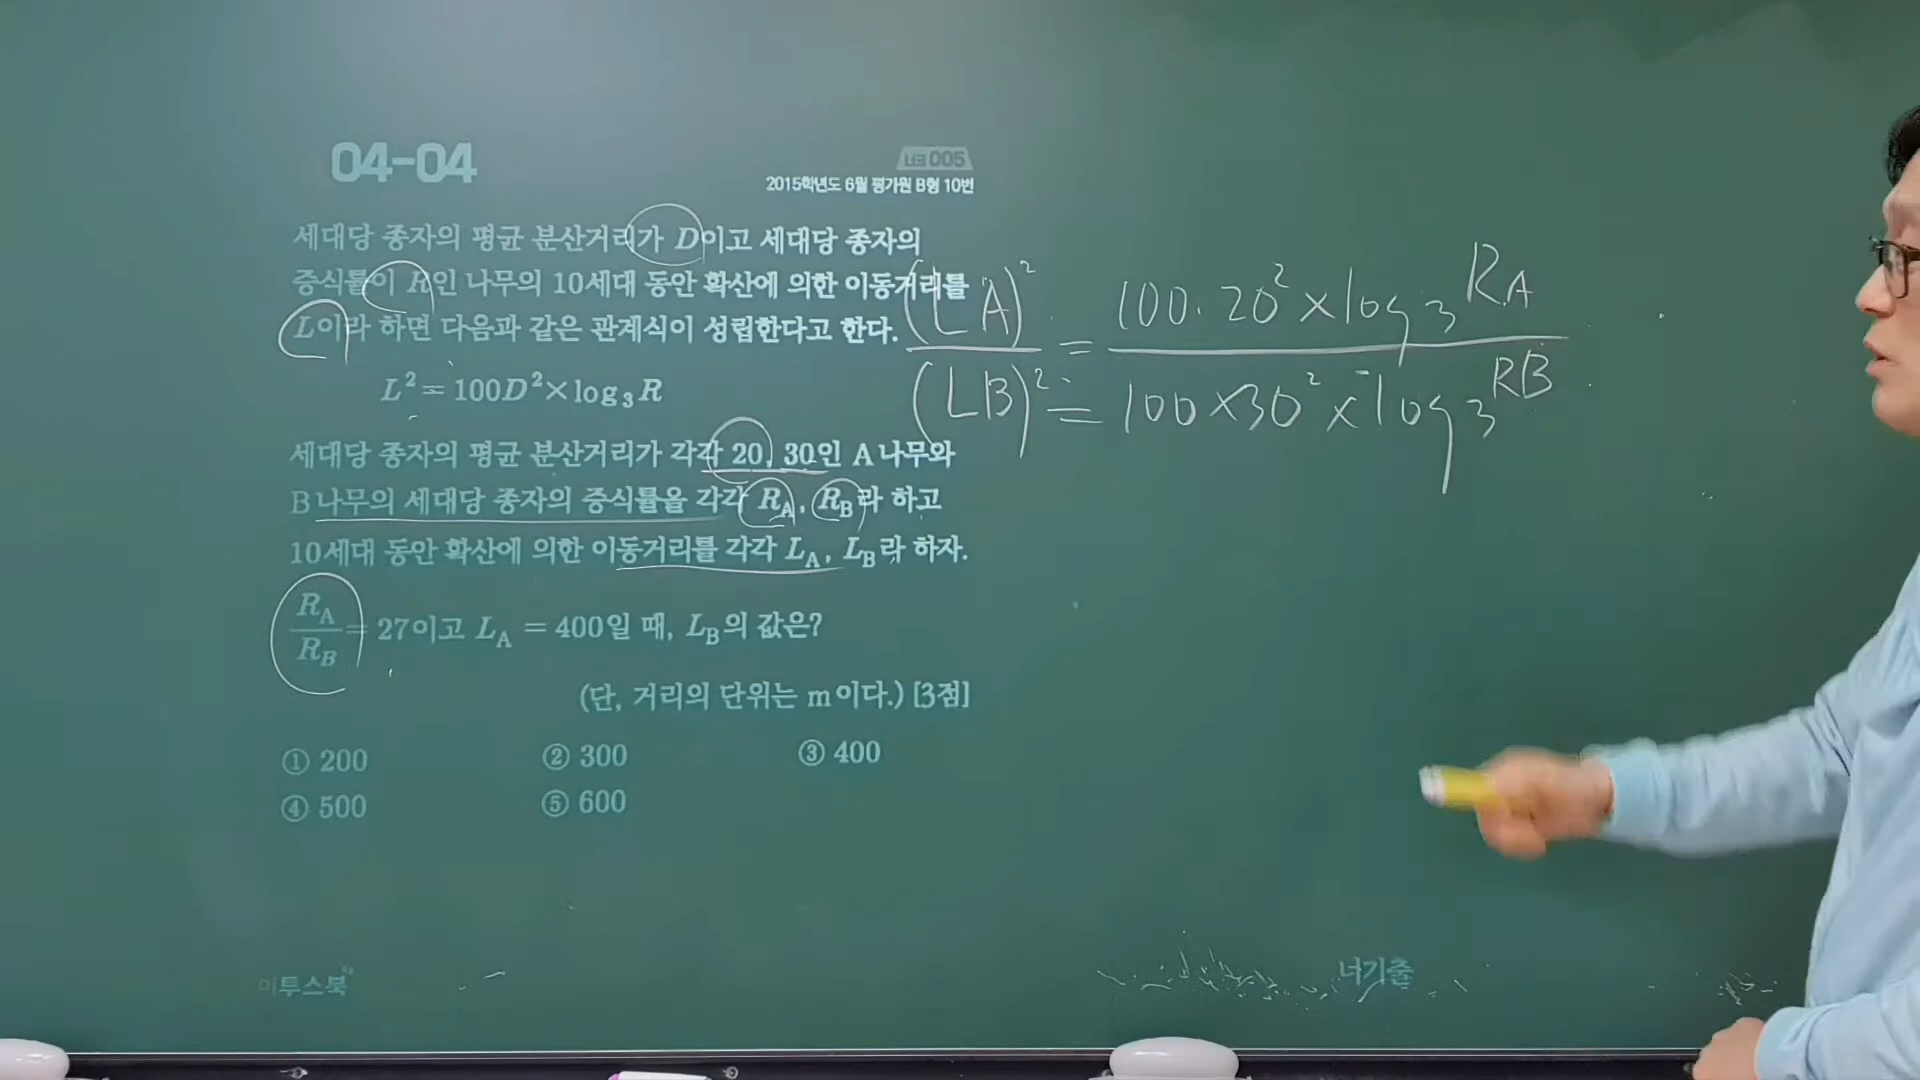 04-04
너코 005
2015학년도 6월 평가원 B형 10번
세대당 종자의 평균 분산거리가 D이고 세대당 종자의
증식률이 R인 나무의 10세대 동안 확산에 의한 이동거리를
L이라 하면 다음과 같은 관계식이 성립한다고 한다.
L² = 100D² × log₃R
세대당 종자의 평균 분산거리가 각각 20, 30인 A나무와
B나무의 세대당 종자의 증식률을 각각 R_A, R_B라 하고
10세대 동안 확산에 의한 이동거리를 각각 L_A, L_B라 하자.
R_A/R_B = 27이고 L_A = 400일 때, L_B의 값은?
(단, 거리의 단위는 m이다.) [3점]
① 200 ② 300 ③ 400
④ 500 ⑤ 600
(LA)² = 100·20² × log₃RA
(LB)² = 100×30² × log₃RB
이투스북
너기출